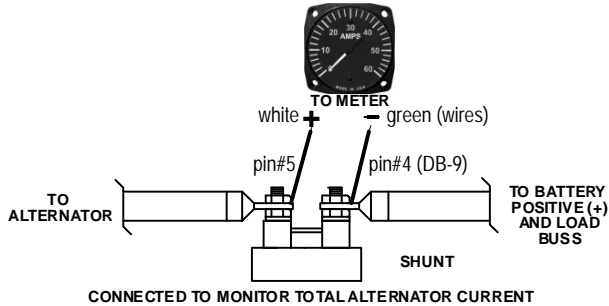 0 10 20 30 40 50 60
AMPS
MADE IN USA
TO METER
white + - green (wires)
pin#5 pin#4 (DB-9)
TO ALTERNATOR
TO BATTERY POSITIVE (+) AND LOAD BUSS
SHUNT
CONNECTED TO MONITOR TOTAL ALTERNATOR CURRENT